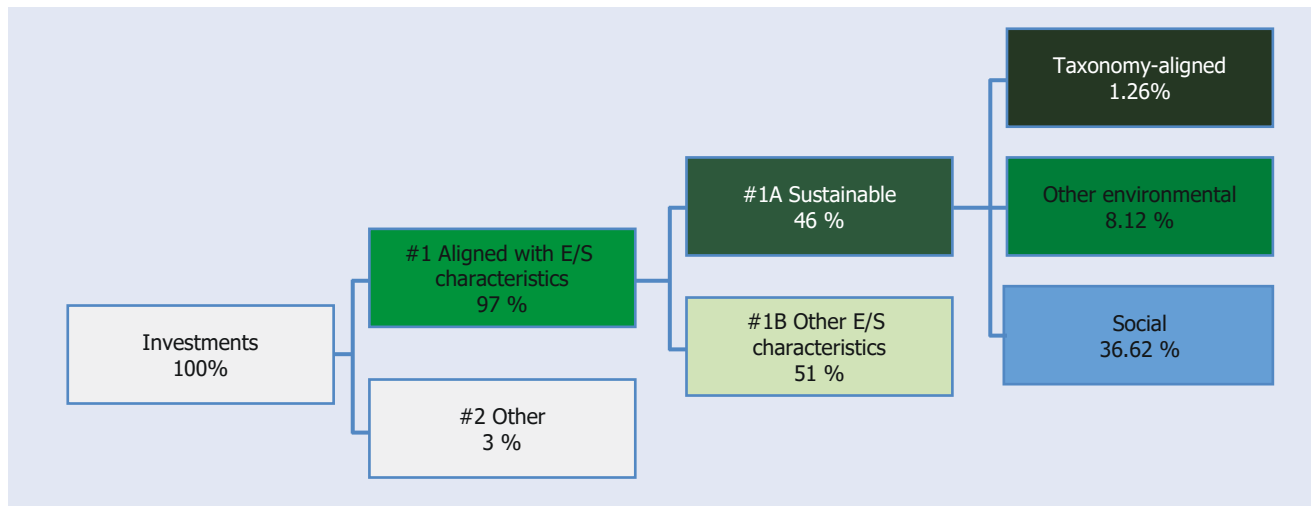 Investments
100%
#1 Aligned with E/S
characteristics
97 %
#2 Other
3 %
#1A Sustainable
46 %
#1B Other E/S
characteristics
51 %
Taxonomy-aligned
1.26%
Other environmental
8.12 %
Social
36.62 %